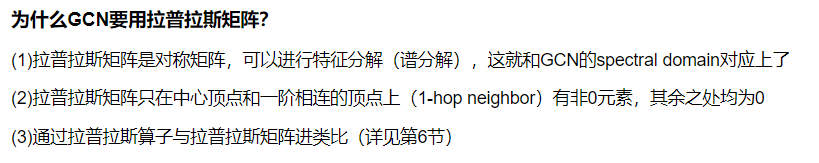 为什么GCN要用拉普拉斯矩阵？
(1)拉普拉斯矩阵是对称矩阵，可以进行特征分解（谱分解），这就和GCN的spectral domain对应上了
(2)拉普拉斯矩阵只在中心顶点和一阶相连的顶点上（1-hop neighbor）有非0元素，其余之处均为0
(3)通过拉普拉斯算子与拉普拉斯矩阵进类比（详见第6节）